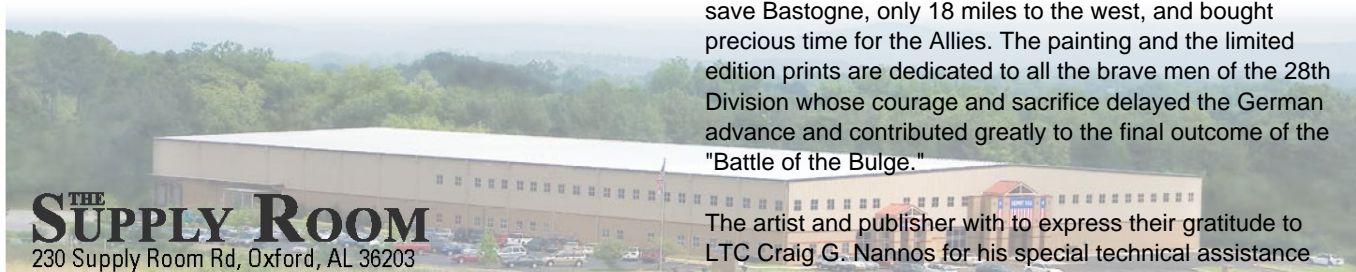 save Bastogne, only 18 miles to the west, and bought
precious time for the Allies. The painting and the limited
edition prints are dedicated to all the brave men of the 28th
Division whose courage and sacrifice delayed the German
advance and contributed greatly to the final outcome of the
"Battle of the Bulge."
The artist and publisher with to express their gratitude to
LTC Craig G. Nannos for his special technical assistance
THE SUPPLY ROOM
230 Supply Room Rd, Oxford, AL 36203